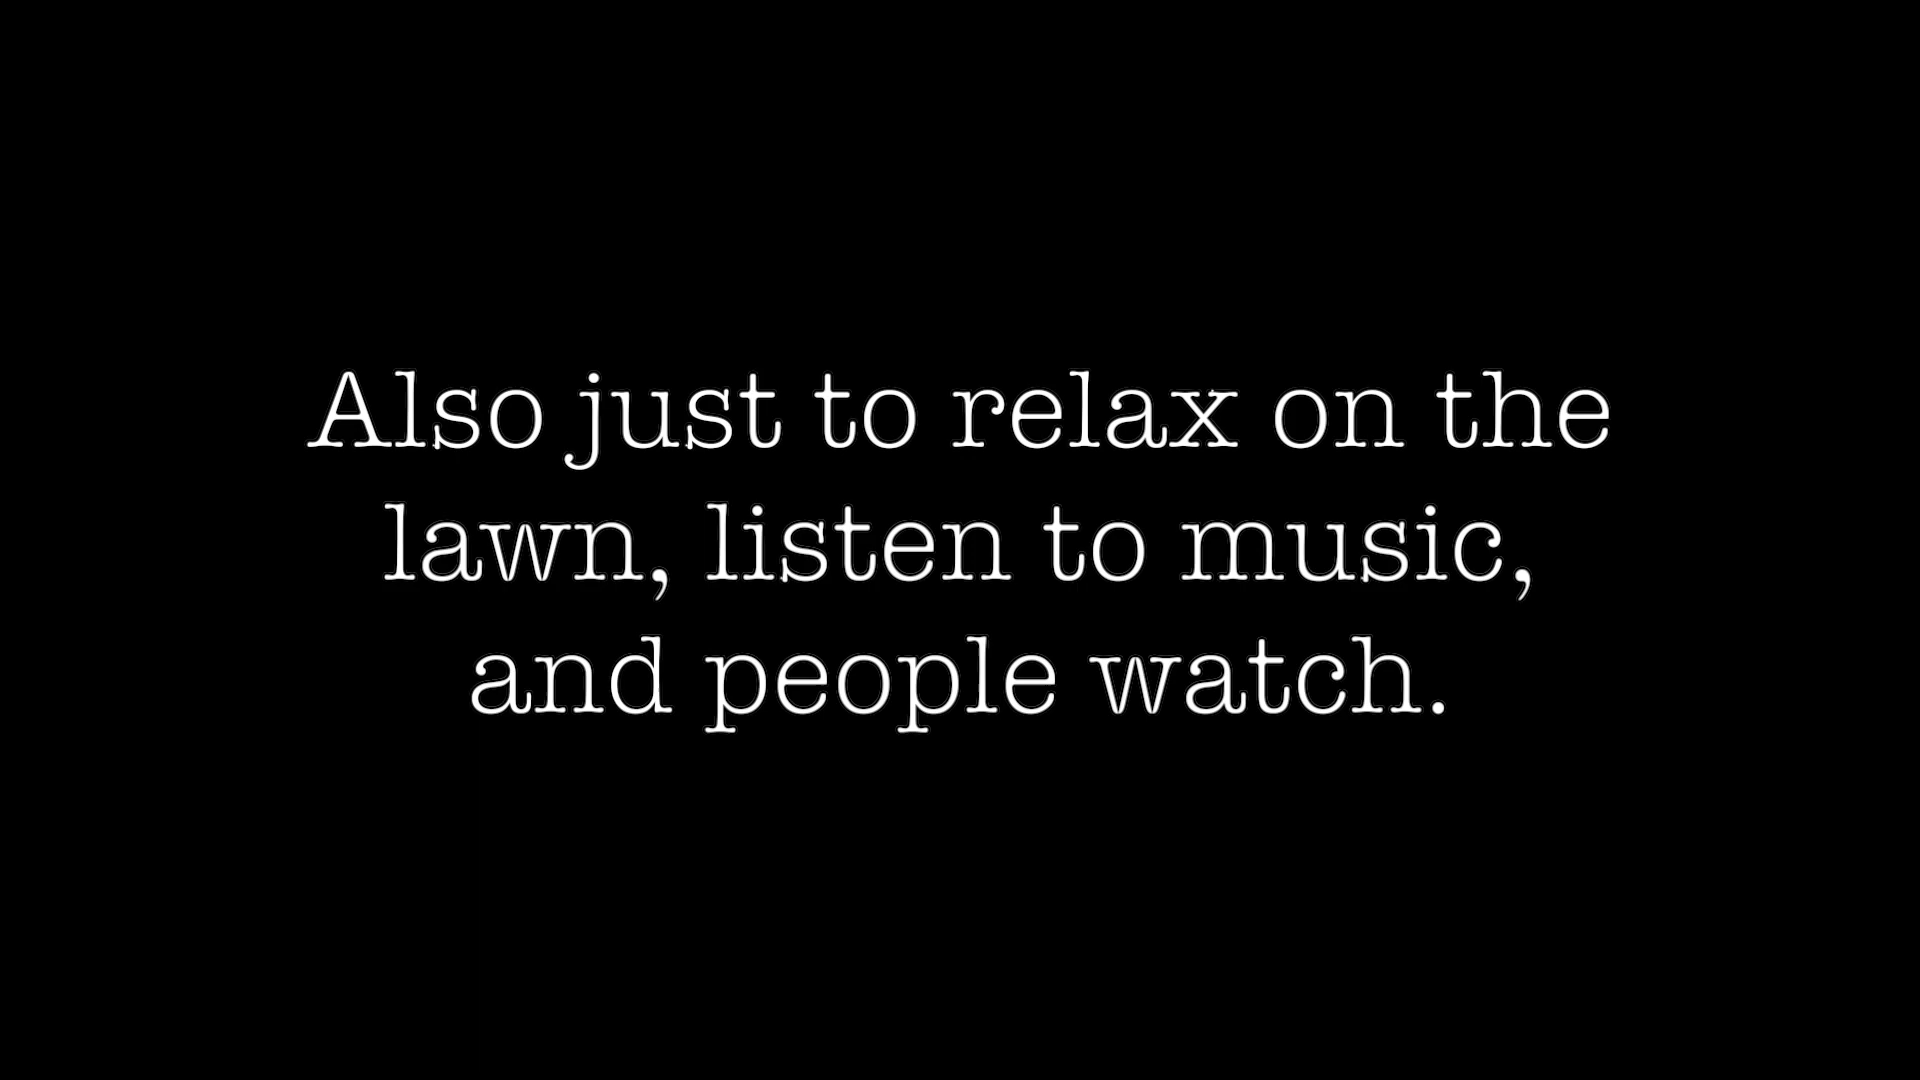 Also just to relax on the
lawn, listen to music,
and people watch.